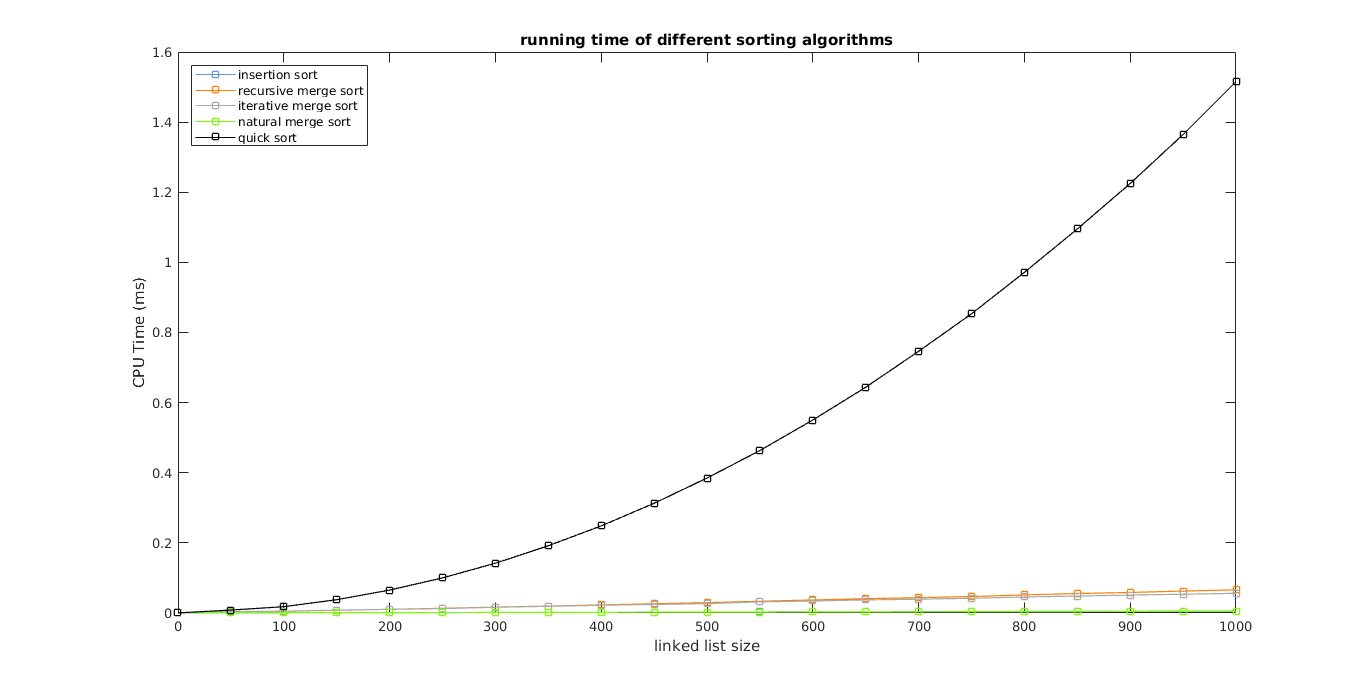 running time of different sorting algorithms
1.6
1.4
1.2
1
0.8
0.6
0.4
0.2
0
CPU Time (ms)
insertion sort
recursive merge sort
iterative merge sort
natural merge sort
quick sort
0 100 200 300 400 500 600 700 800 900 1000
linked list size